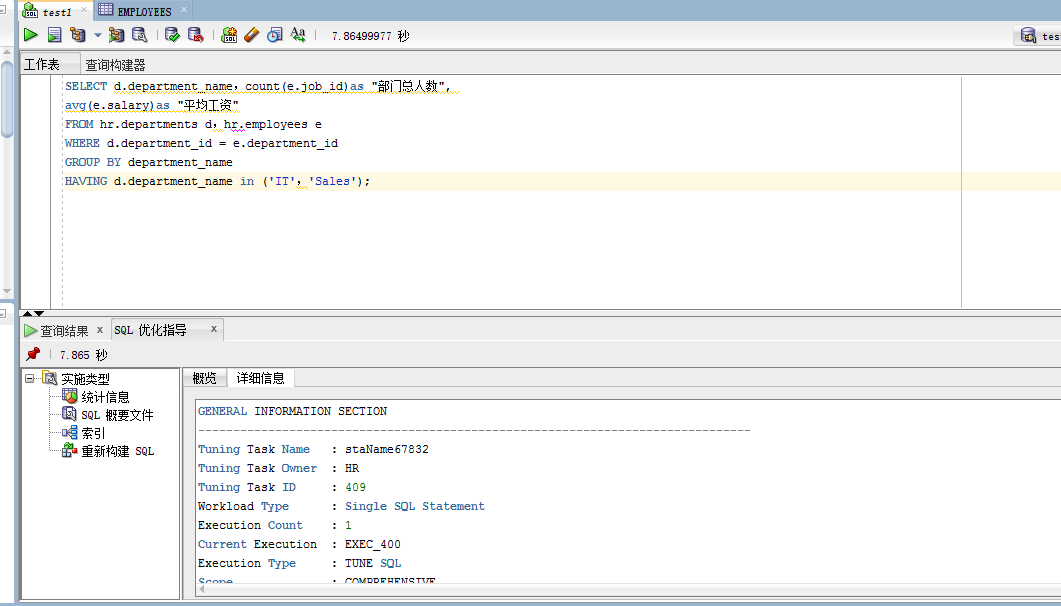 test1
EMPLOYEES
7.86499977 秒
tes
工作表
查询构建器
SELECT d.department_name，count(e.job_id)as "部门总人数",
avg(e.salary)as "平均工资"
FROM hr.departments d，hr.employees e
WHERE d.department_id = e.department_id
GROUP BY department_name
HAVING d.department_name in ('IT'，'Sales');
查询结果 x
SQL 优化指导 x
7.865 秒
实施类型
统计信息
SQL 概要文件
索引
重新构建 SQL
概览
详细信息
GENERAL INFORMATION SECTION
-------------------------------------------------------------------------------
Tuning Task Name : staName67832
Tuning Task Owner : HR
Tuning Task ID : 409
Workload Type : Single SQL Statement
Execution Count : 1
Current Execution : EXEC_400
Execution Type : TUNE SQL
Scope : COMPREHENSIVE